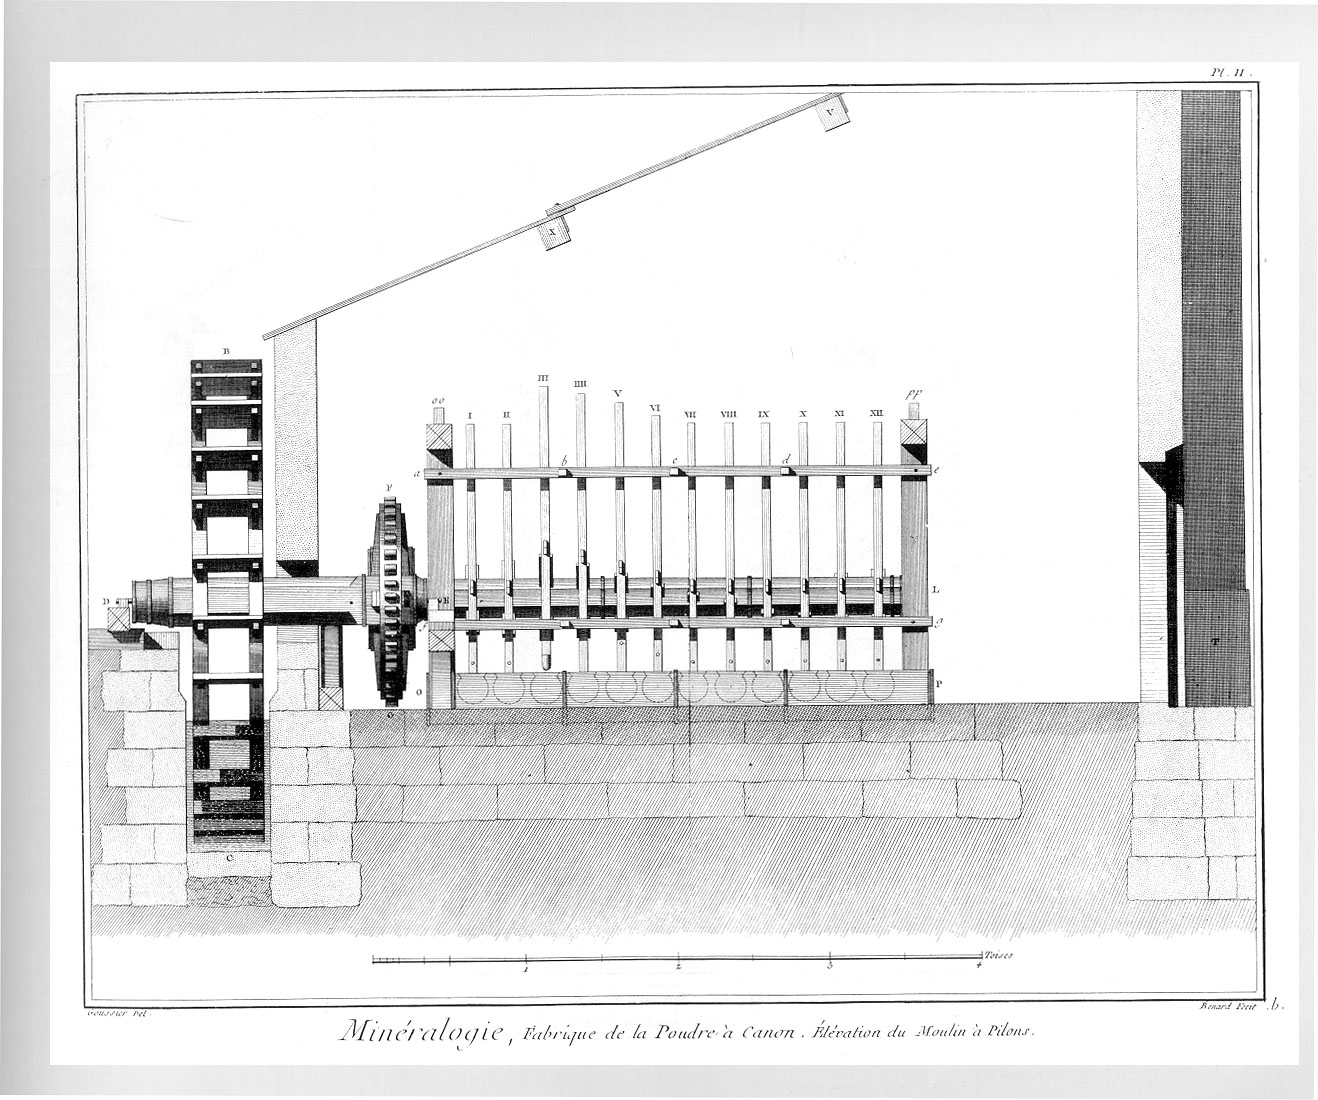 Pl. II.
V
X
B
III
IIII
V
oo
I
II
VI
VII
VIII
IX
X
XI
XII
ff
a
b
c
d
e
F
D
E
L
f
g
O
P
G
T
C
Toises
1
2
3
4
Goussier Del.
Benard Fecit
.b.
Minéralogie, Fabrique de la Poudre à Canon. Élévation du Moulin à Pilons.